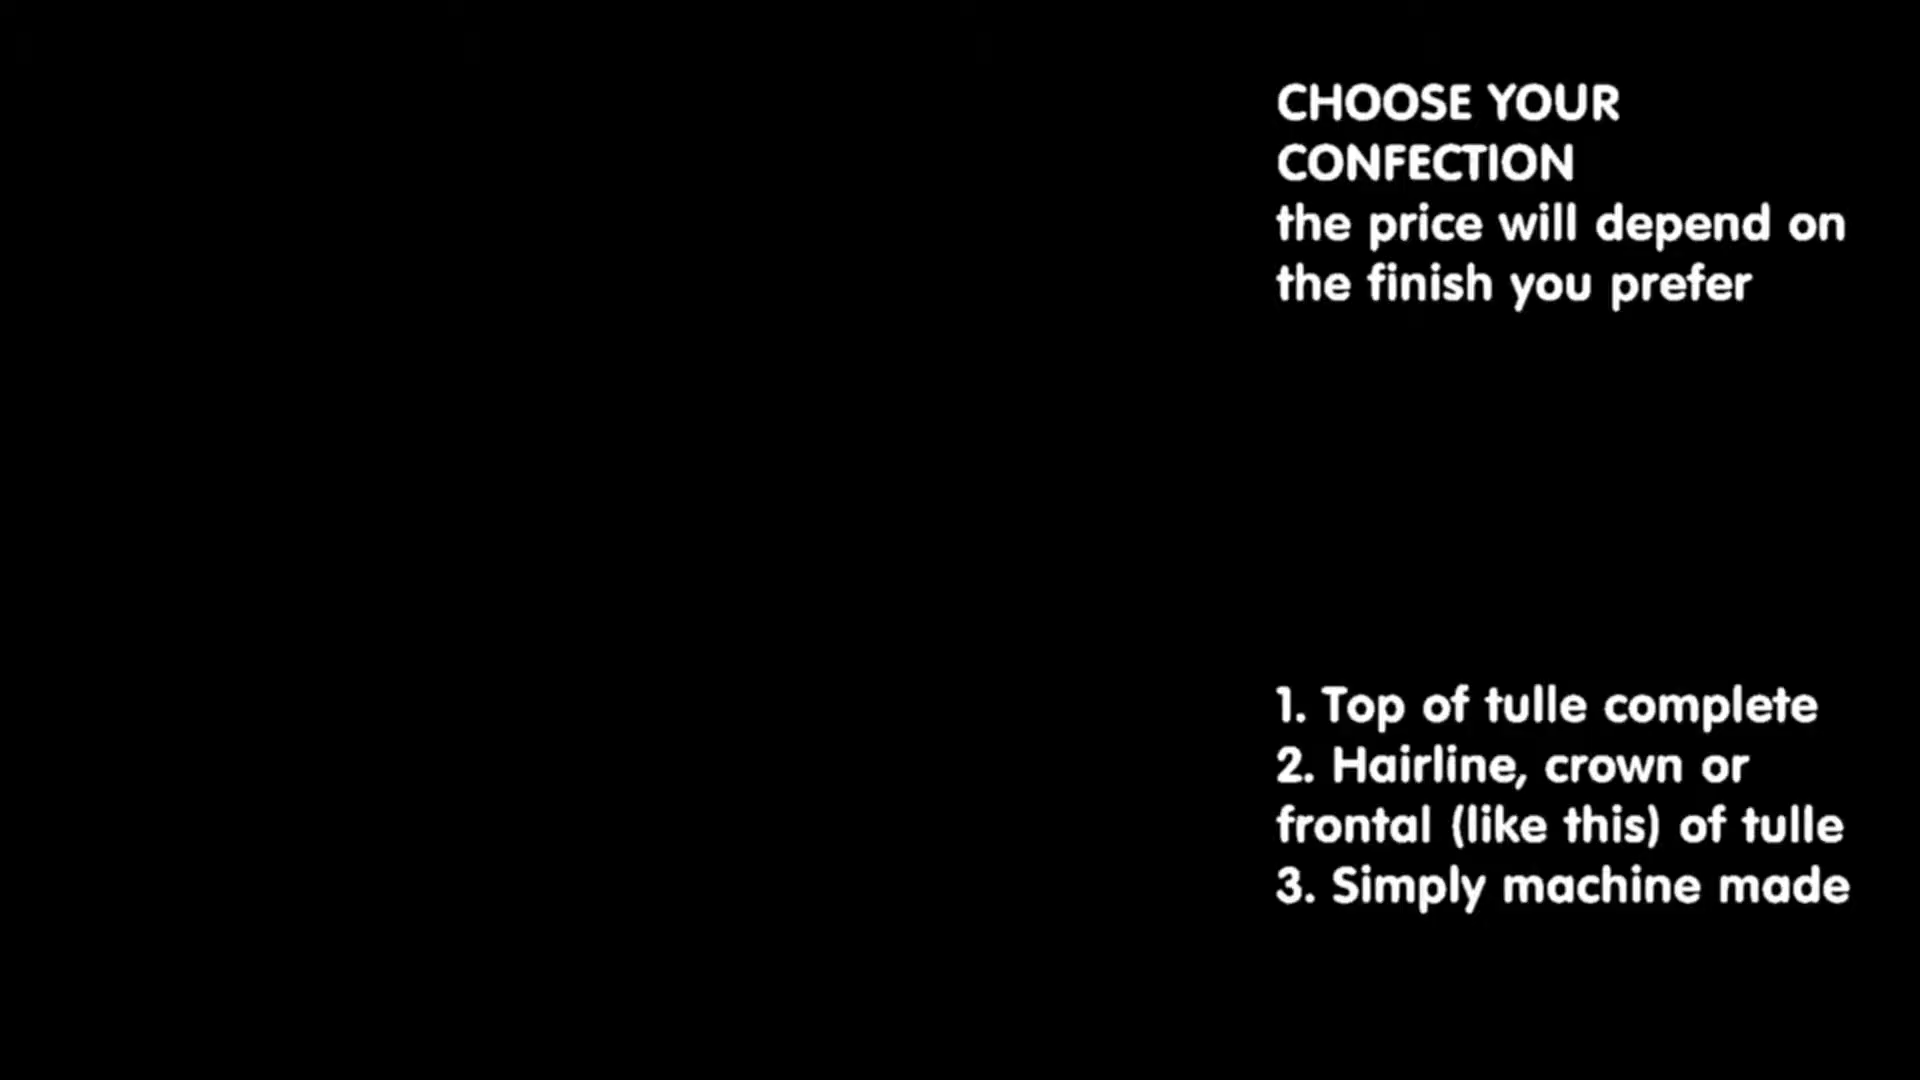 CHOOSE YOUR
CONFECTION
the price will depend on
the finish you prefer
1. Top of tulle complete
2. Hairline, crown or
frontal (like this) of tulle
3. Simply machine made